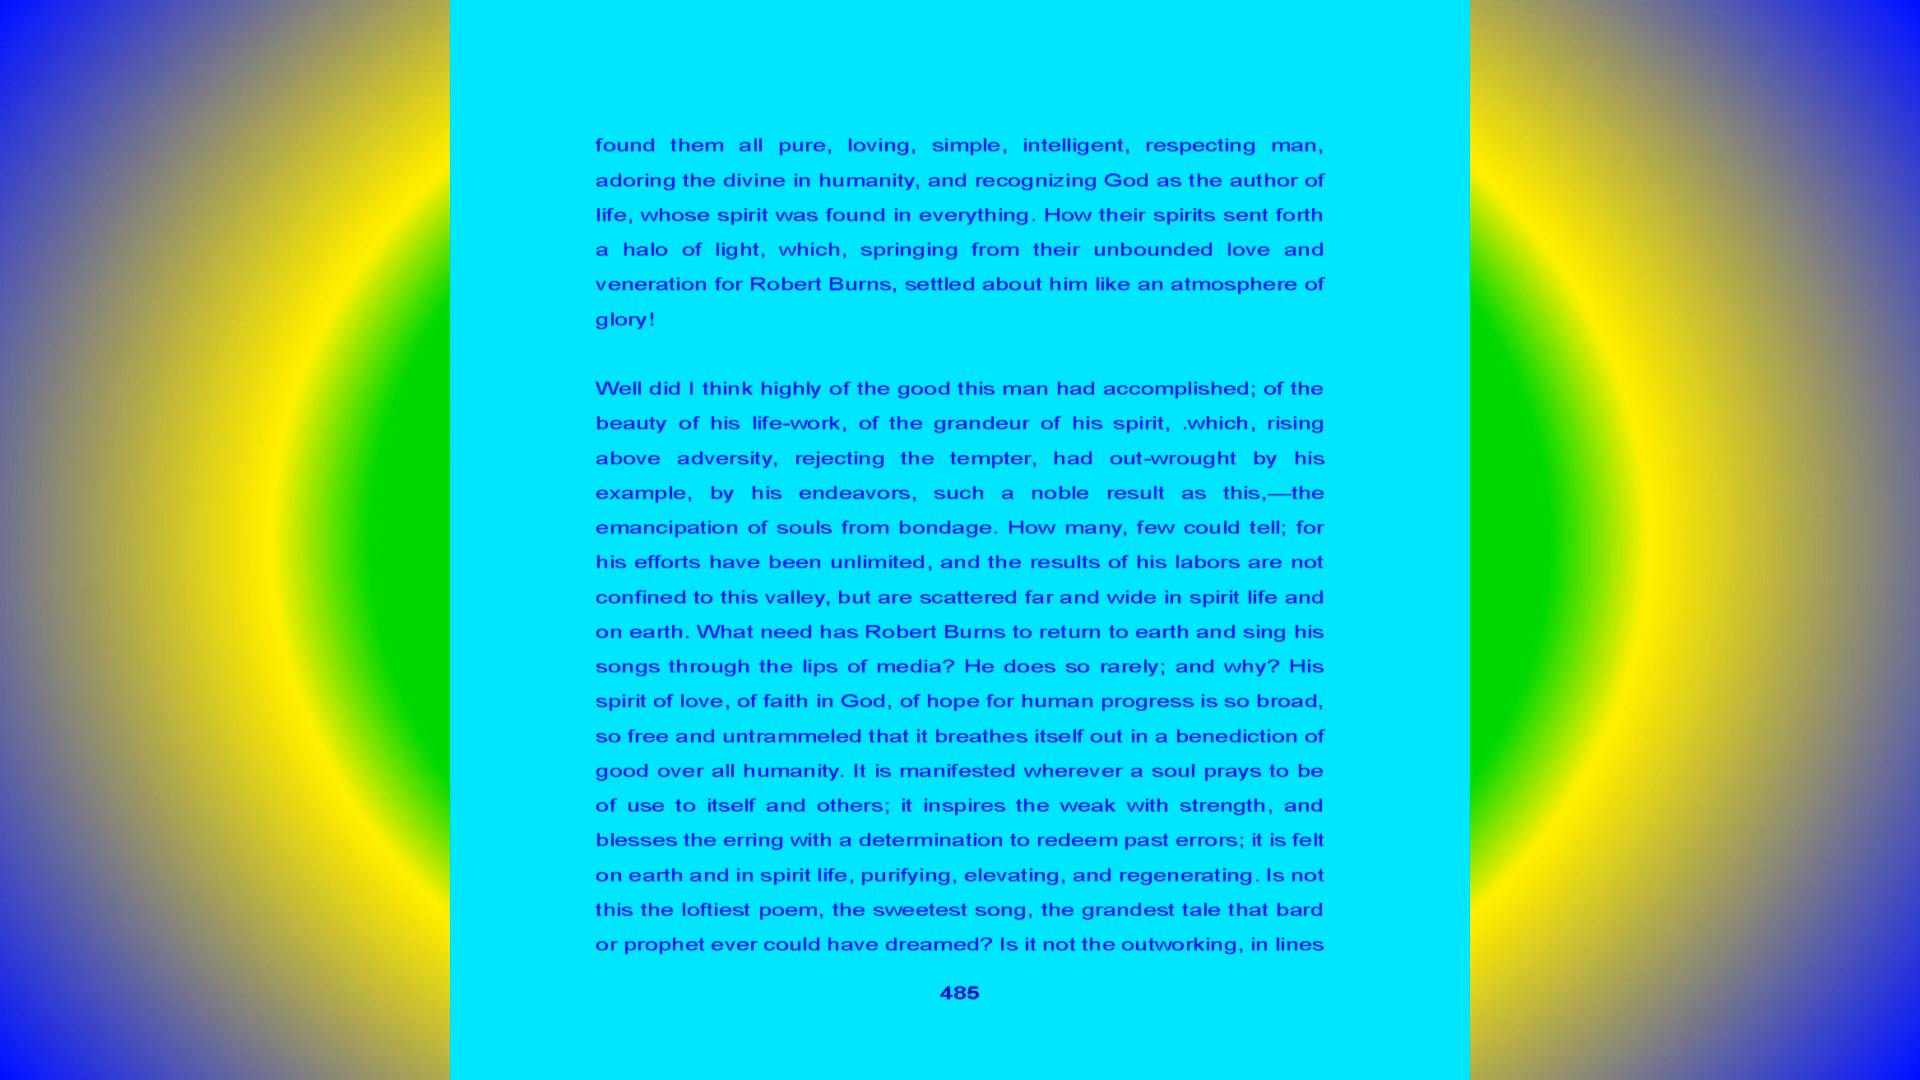 found them all pure, loving, simple, intelligent, respecting man,
adoring the divine in humanity, and recognizing God as the author of
life, whose spirit was found in everything. How their spirits sent forth
a halo of light, which, springing from their unbounded love and
veneration for Robert Burns, settled about him like an atmosphere of
glory!
Well did I think highly of the good this man had accomplished; of the
beauty of his life-work, of the grandeur of his spirit, .which, rising
above adversity, rejecting the tempter, had out-wrought by his
example, by his endeavors, such a noble result as this,—the
emancipation of souls from bondage. How many, few could tell; for
his efforts have been unlimited, and the results of his labors are not
confined to this valley, but are scattered far and wide in spirit life and
on earth. What need has Robert Burns to return to earth and sing his
songs through the lips of media? He does so rarely; and why? His
spirit of love, of faith in God, of hope for human progress is so broad,
so free and untrammeled that it breathes itself out in a benediction of
good over all humanity. It is manifested wherever a soul prays to be
of use to itself and others; it inspires the weak with strength, and
blesses the erring with a determination to redeem past errors; it is felt
on earth and in spirit life, purifying, elevating, and regenerating. Is not
this the loftiest poem, the sweetest song, the grandest tale that bard
or prophet ever could have dreamed? Is it not the outworking, in lines
485